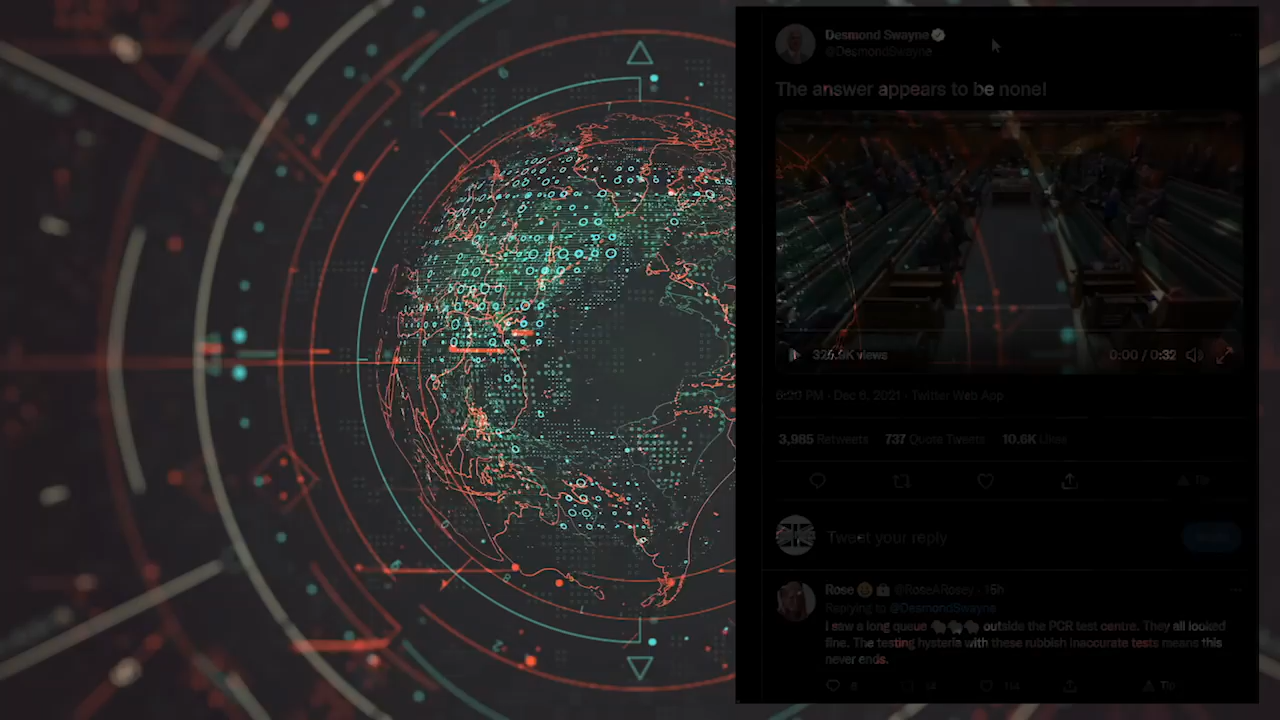 Desmond Swayne
@DesmondSwayne
The answer appears to be none!
326.9K views
0:00 / 0:32
6:20 PM · Dec 6, 2021 · Twitter Web App
3,985 Retweets 737 Quote Tweets 10.6K Likes
Tip
Tweet your reply
Rose @RoseARosey · 15h
Replying to @DesmondSwayne
I saw a long queue outside the PCR test centre. They all looked
fine. The testing hysteria with these rubbish inaccurate tests means this
never ends.
Tip